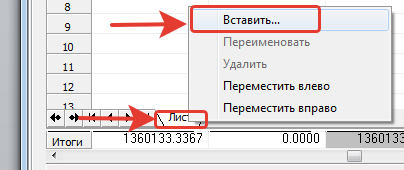 8
Вставить...
9
Переименовать
10
Удалить
11
Переместить влево
12
Переместить вправо
13
Лист
Итоги
1360133.3367
0.0000
1360133